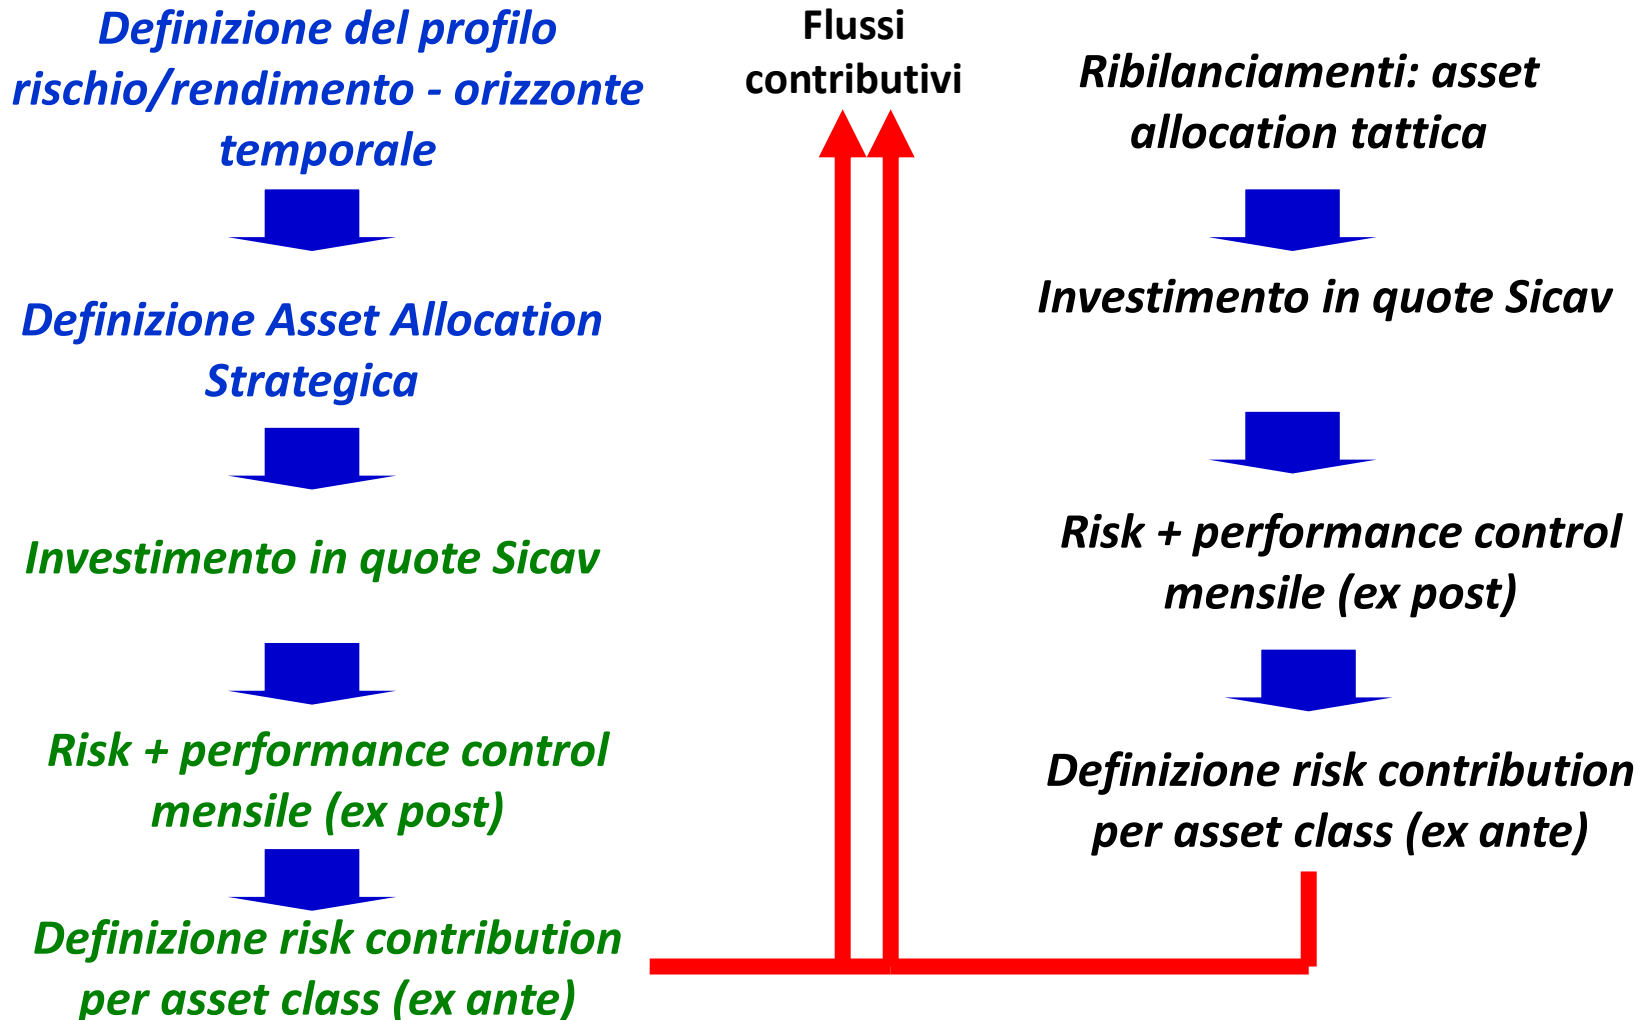 Definizione del profilo
rischio/rendimento - orizzonte
temporale
Definizione Asset Allocation
Strategica
Investimento in quote Sicav
Risk + performance control
mensile (ex post)
Definizione risk contribution
per asset class (ex ante)
Flussi
contributivi
Ribilanciamenti: asset
allocation tattica
Investimento in quote Sicav
Risk + performance control
mensile (ex post)
Definizione risk contribution
per asset class (ex ante)